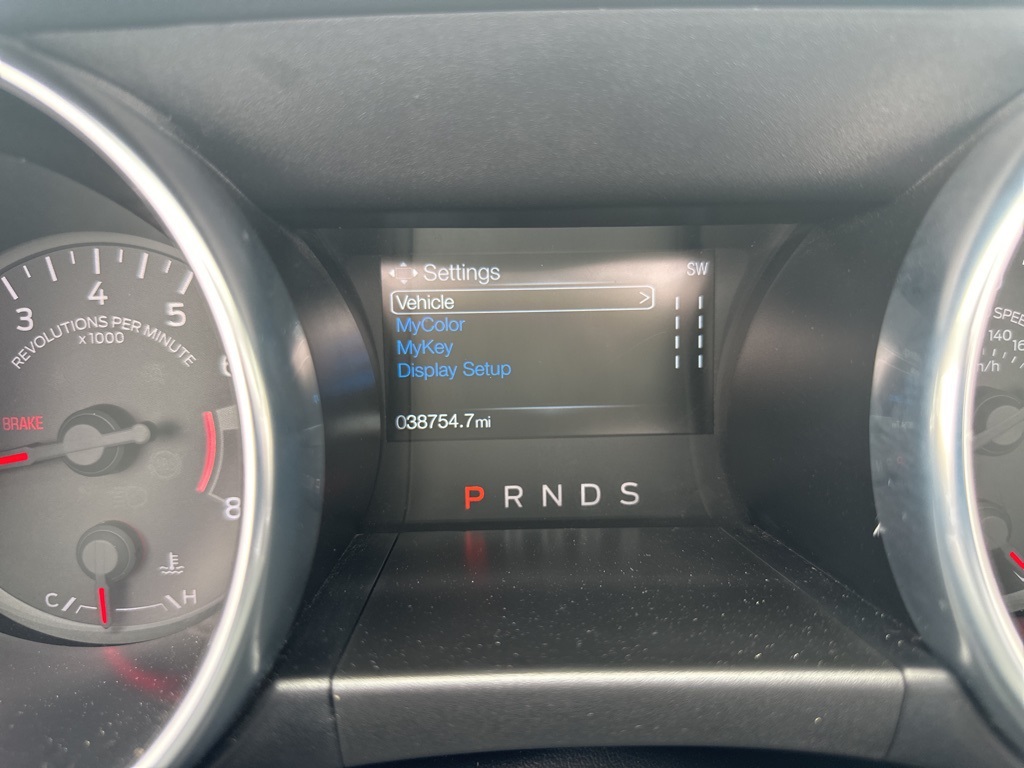 Settings
SW
Vehicle >
MyColor
MyKey
Display Setup
038754.7mi
P R N D S
3 4 5 6 8
REVOLUTIONS PER MINUTE
x1000
BRAKE
C H
140